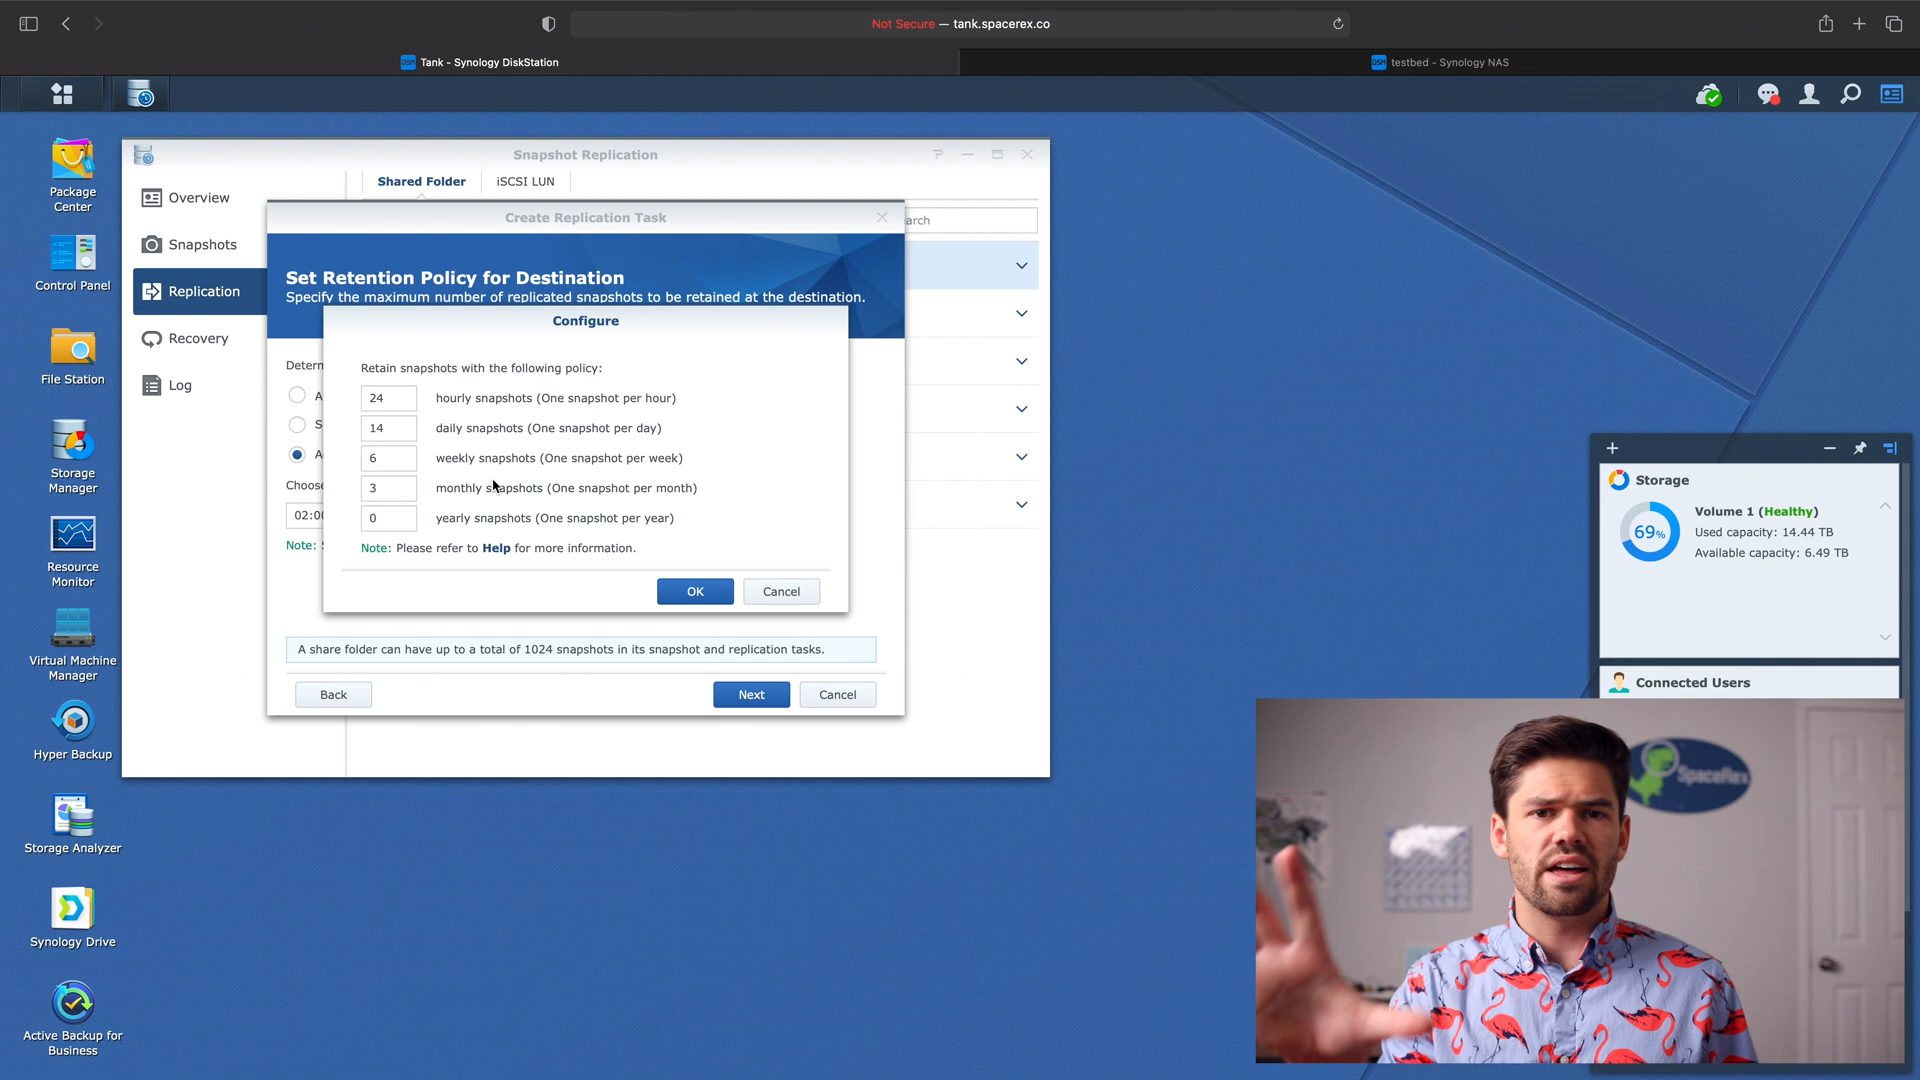 Not Secure — tank.spacerex.co
Tank - Synology DiskStation
testbed - Synology NAS
Package Center
Control Panel
File Station
Storage Manager
Resource Monitor
Virtual Machine Manager
Hyper Backup
Storage Analyzer
Synology Drive
Active Backup for Business
Snapshot Replication
Overview
Snapshots
Replication
Recovery
Log
Shared Folder
iSCSI LUN
arch
Create Replication Task
Set Retention Policy for Destination
Specify the maximum number of replicated snapshots to be retained at the destination.
Deterr
A
S
A
Choose
02:00
Note: S
Configure
Retain snapshots with the following policy:
24 hourly snapshots (One snapshot per hour)
14 daily snapshots (One snapshot per day)
6 weekly snapshots (One snapshot per week)
3 monthly snapshots (One snapshot per month)
0 yearly snapshots (One snapshot per year)
Note: Please refer to Help for more information.
OK
Cancel
A share folder can have up to a total of 1024 snapshots in its snapshot and replication tasks.
Back
Next
Cancel
Storage
69%
Volume 1 (Healthy)
Used capacity: 14.44 TB
Available capacity: 6.49 TB
Connected Users
SpaceRex